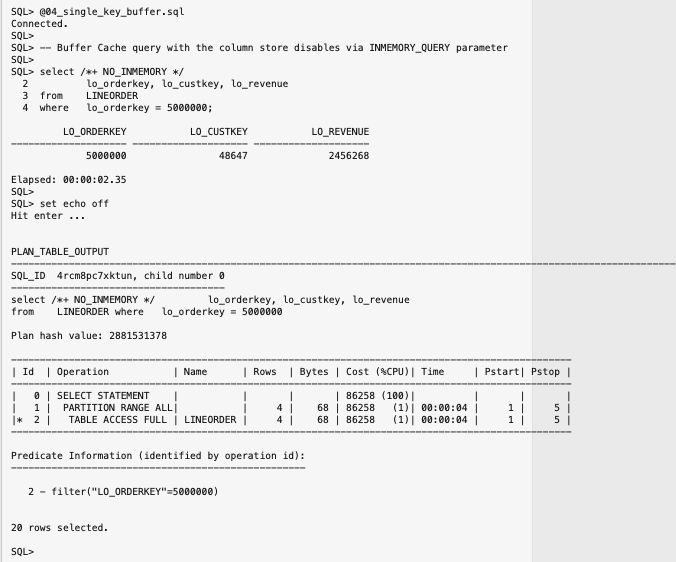 SQL> @04_single_key_buffer.sql
Connected.
SQL>
SQL> -- Buffer Cache query with the column store disables via INMEMORY_QUERY parameter
SQL>
SQL> select /*+ NO_INMEMORY */
  2          lo_orderkey, lo_custkey, lo_revenue
  3  from    LINEORDER
  4  where   lo_orderkey = 5000000;

         LO_ORDERKEY           LO_CUSTKEY           LO_REVENUE
-------------------- -------------------- --------------------
             5000000                48647              2456268

Elapsed: 00:00:02.35
SQL>
SQL> set echo off
Hit enter ...


PLAN_TABLE_OUTPUT
------------------------------------------------------------------------------------------------------------------------
SQL_ID  4rcm8pc7xktun, child number 0
-------------------------------------
select /*+ NO_INMEMORY */         lo_orderkey, lo_custkey, lo_revenue
from    LINEORDER where   lo_orderkey = 5000000

Plan hash value: 2881531378

-------------------------------------------------------------------------------------------------
| Id  | Operation           | Name      | Rows  | Bytes | Cost (%CPU)| Time     | Pstart| Pstop |
-------------------------------------------------------------------------------------------------
|   0 | SELECT STATEMENT    |           |       |       | 86258 (100)|          |       |       |
|   1 |  PARTITION RANGE ALL|           |     4 |    68 | 86258   (1)| 00:00:04 |     1 |     5 |
|*  2 |   TABLE ACCESS FULL | LINEORDER |     4 |    68 | 86258   (1)| 00:00:04 |     1 |     5 |
-------------------------------------------------------------------------------------------------

Predicate Information (identified by operation id):
---------------------------------------------------

   2 - filter("LO_ORDERKEY"=5000000)


20 rows selected.

SQL>